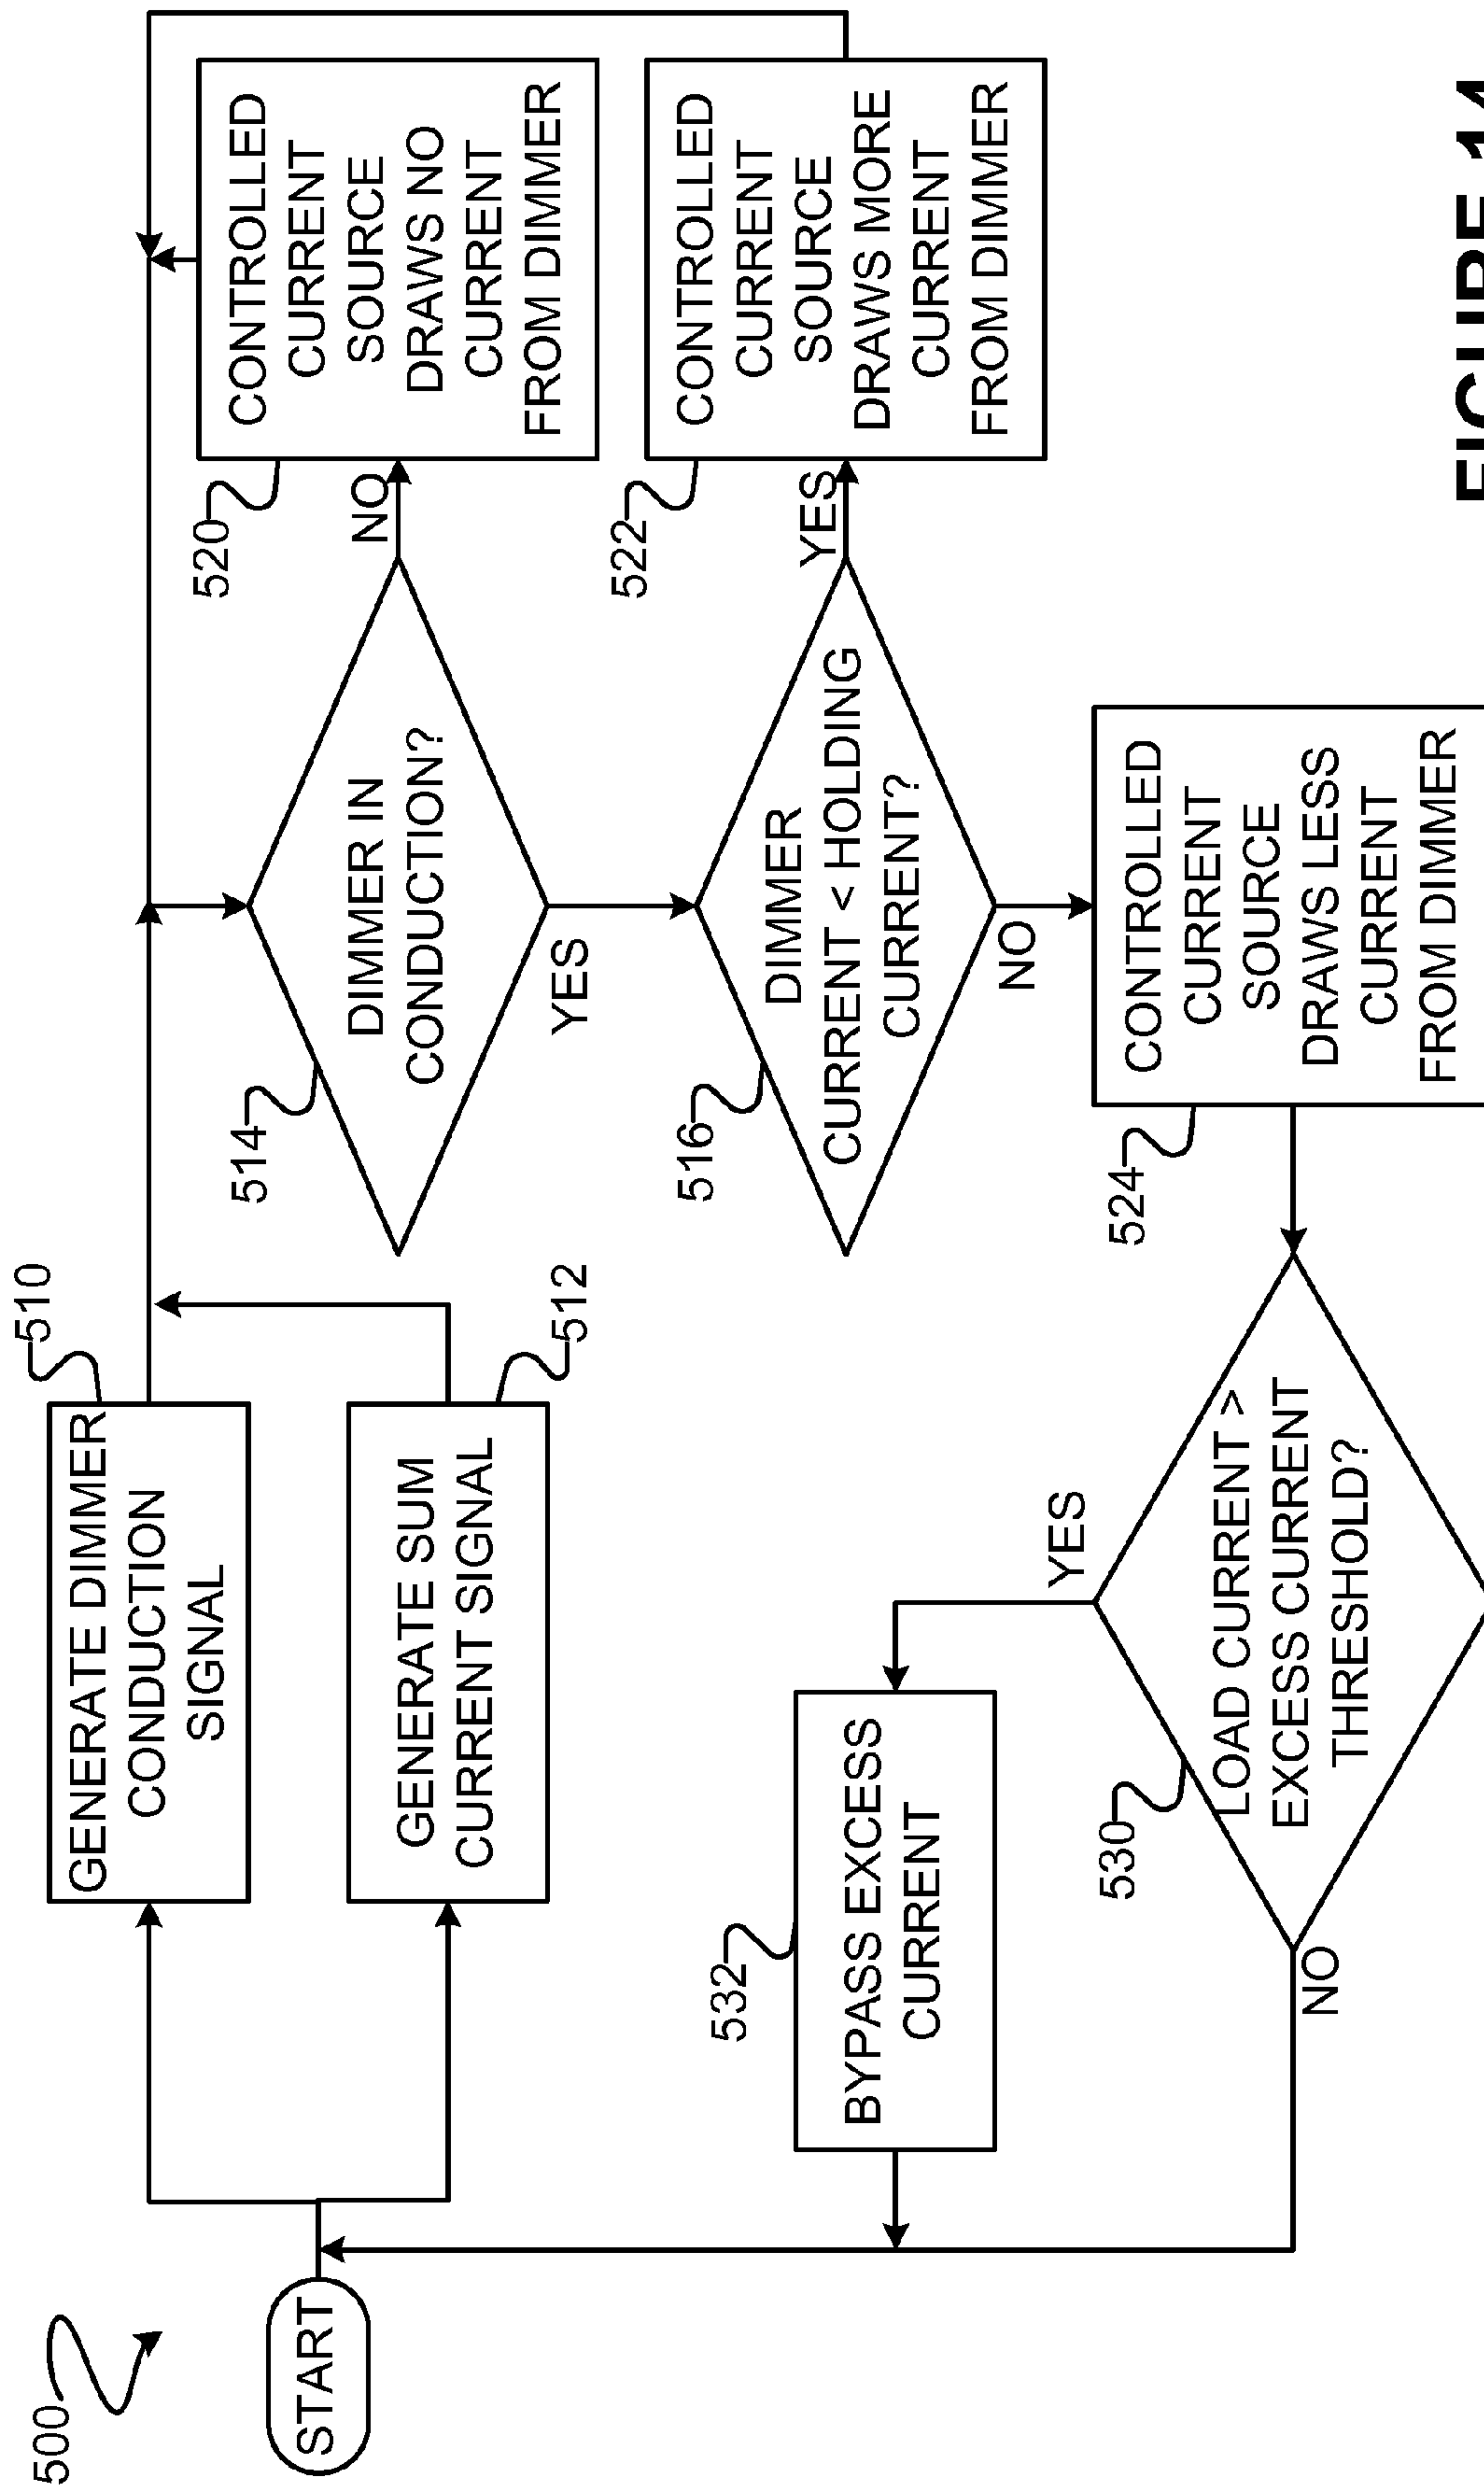 500
START
510
GENERATE DIMMER
CONDUCTION
SIGNAL
GENERATE SUM
CURRENT SIGNAL
512
514
DIMMER IN
CONDUCTION?
NO
YES
520
CONTROLLED
CURRENT
SOURCE
DRAWS NO
CURRENT
FROM DIMMER
516
DIMMER
CURRENT < HOLDING
CURRENT?
YES
NO
522
CONTROLLED
CURRENT
SOURCE
DRAWS MORE
CURRENT
FROM DIMMER
524
CONTROLLED
CURRENT
SOURCE
DRAWS LESS
CURRENT
FROM DIMMER
530
LOAD CURRENT >
EXCESS CURRENT
THRESHOLD?
YES
NO
532
BYPASS EXCESS
CURRENT
FIGURE